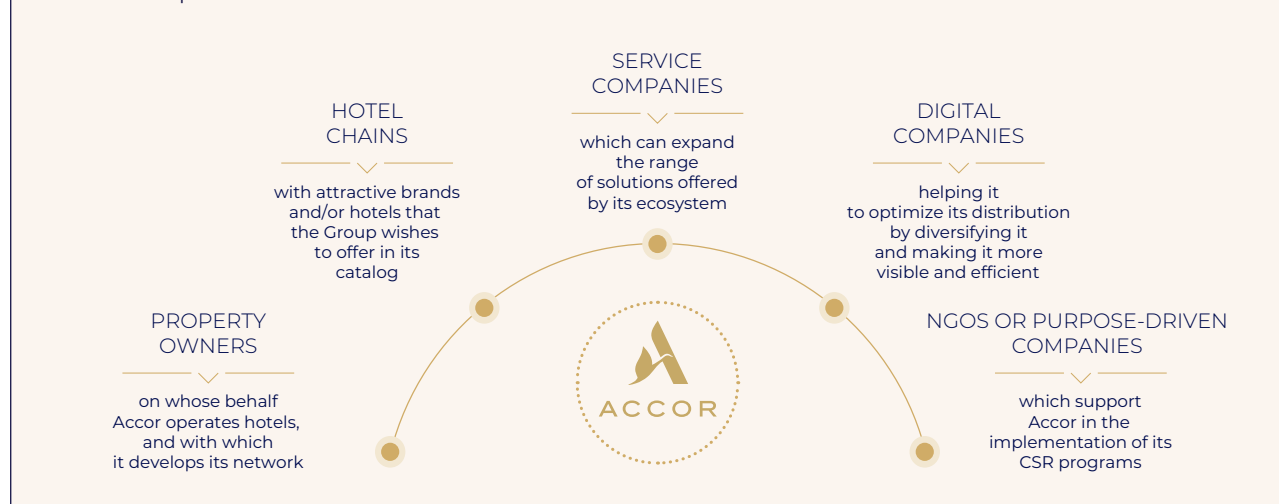 SERVICE
COMPANIES
which can expand
the range
of solutions offered
by its ecosystem
HOTEL
CHAINS
with attractive brands
and/or hotels that
the Group wishes
to offer in its
catalog
DIGITAL
COMPANIES
helping it
to optimize its distribution
by diversifying it
and making it more
visible and efficient
PROPERTY
OWNERS
on whose behalf
Accor operates hotels,
and with which
it develops its network
ACCOR
NGOS OR PURPOSE-DRIVEN
COMPANIES
which support
Accor in the
implementation of its
CSR programs